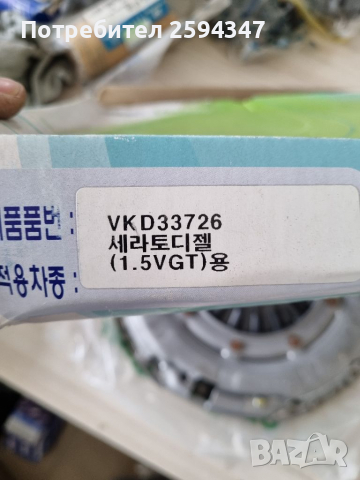 Потребител 2594347
제품품번 :
VKD33726
세라토디젤
(1.5VGT)용
적용차종 :
BAZAR